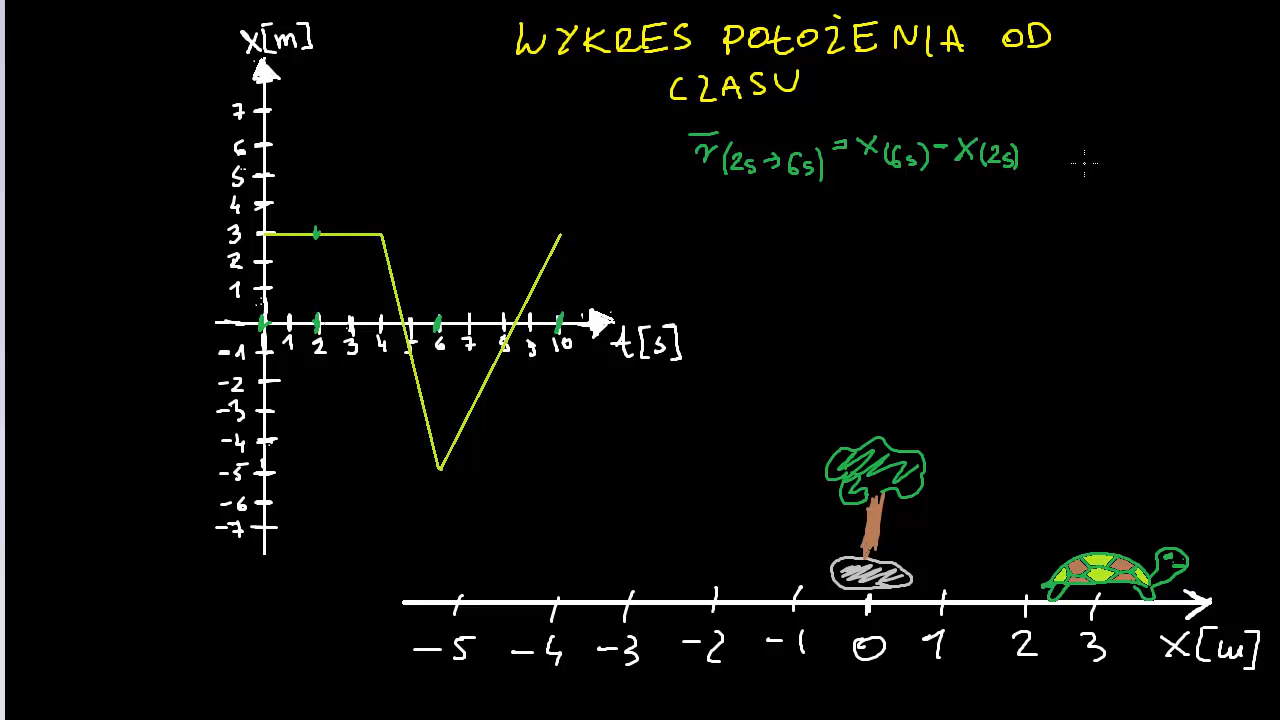 WYKRES POŁOŻENIA OD
CZASU
X[m]
r̅(2s→6s) = X(6s) - X(2s)
7
6
5
4
3
2
1
-1
-2
-3
-4
-5
-6
-7
1 2 3 4 5 6 7 8 9 10
t[s]
-5 -4 -3 -2 -1 0 1 2 3 X[m]